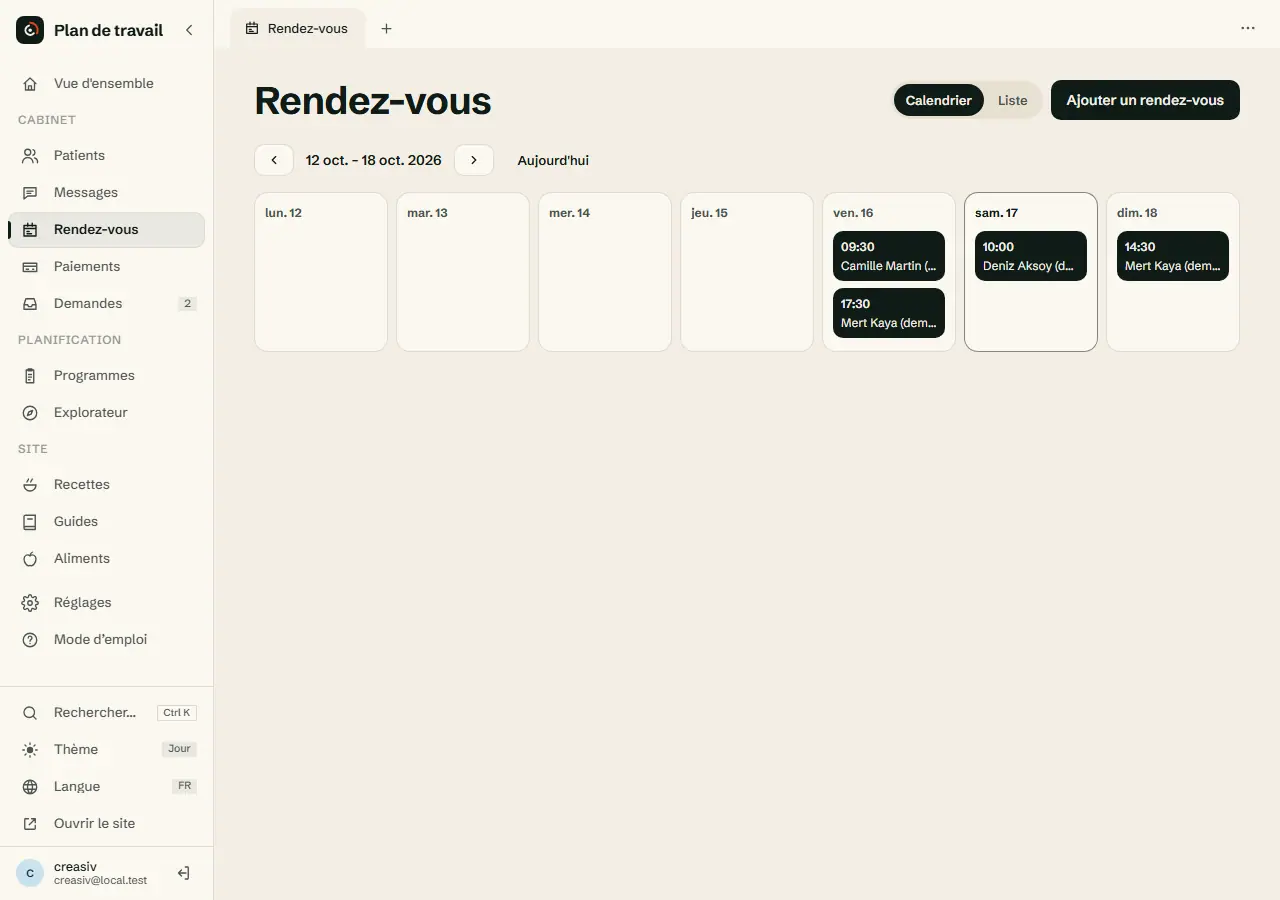 Plan de travail
Vue d'ensemble
CABINET
Patients
Messages
Rendez-vous
Paiements
Demandes 2
PLANIFICATION
Programmes
Explorateur
SITE
Recettes
Guides
Aliments
Réglages
Mode d'emploi
Rechercher... Ctrl K
Thème Jour
Langue FR
Ouvrir le site
C
creasiv
creasiv@local.test
Rendez-vous
Rendez-vous
Calendrier Liste
Ajouter un rendez-vous
12 oct. – 18 oct. 2026
Aujourd'hui
lun. 12
mar. 13
mer. 14
jeu. 15
ven. 16
09:30
Camille Martin (...
17:30
Mert Kaya (dem...
sam. 17
10:00
Deniz Aksoy (d...
dim. 18
14:30
Mert Kaya (dem...